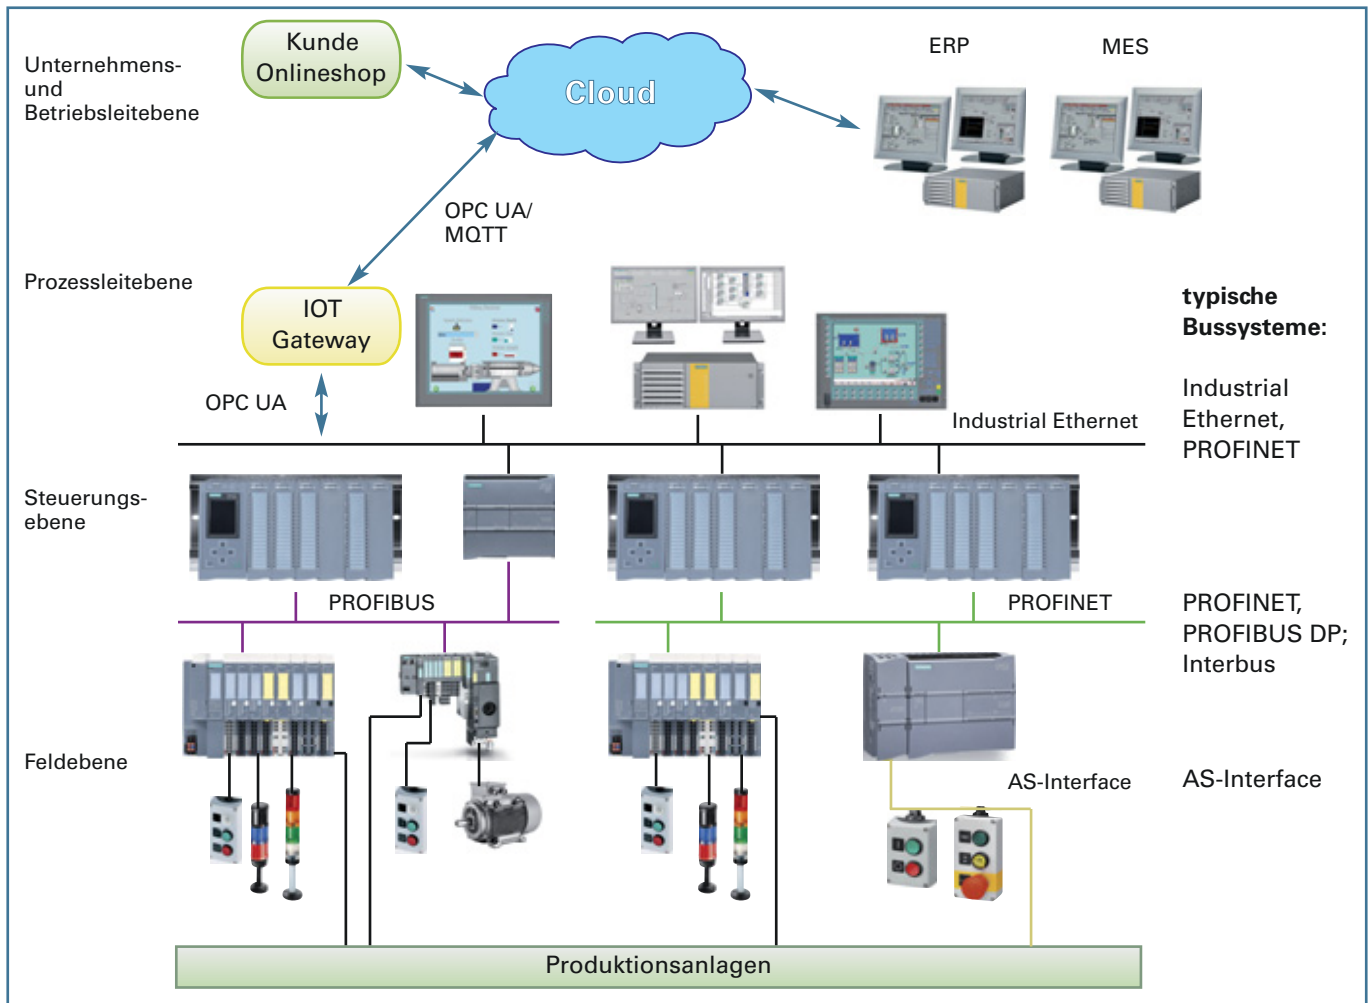 Kunde
Onlineshop
Cloud
ERP
MES
Unternehmens-
und
Betriebsleitebene
OPC UA/
MQTT
Prozessleitebene
IOT
Gateway
typische
Bussysteme:
OPC UA
Industrial Ethernet
Industrial
Ethernet,
PROFINET
Steuerungs-
ebene
PROFIBUS
PROFINET
PROFINET,
PROFIBUS DP;
Interbus
Feldebene
AS-Interface
AS-Interface
Produktionsanlagen